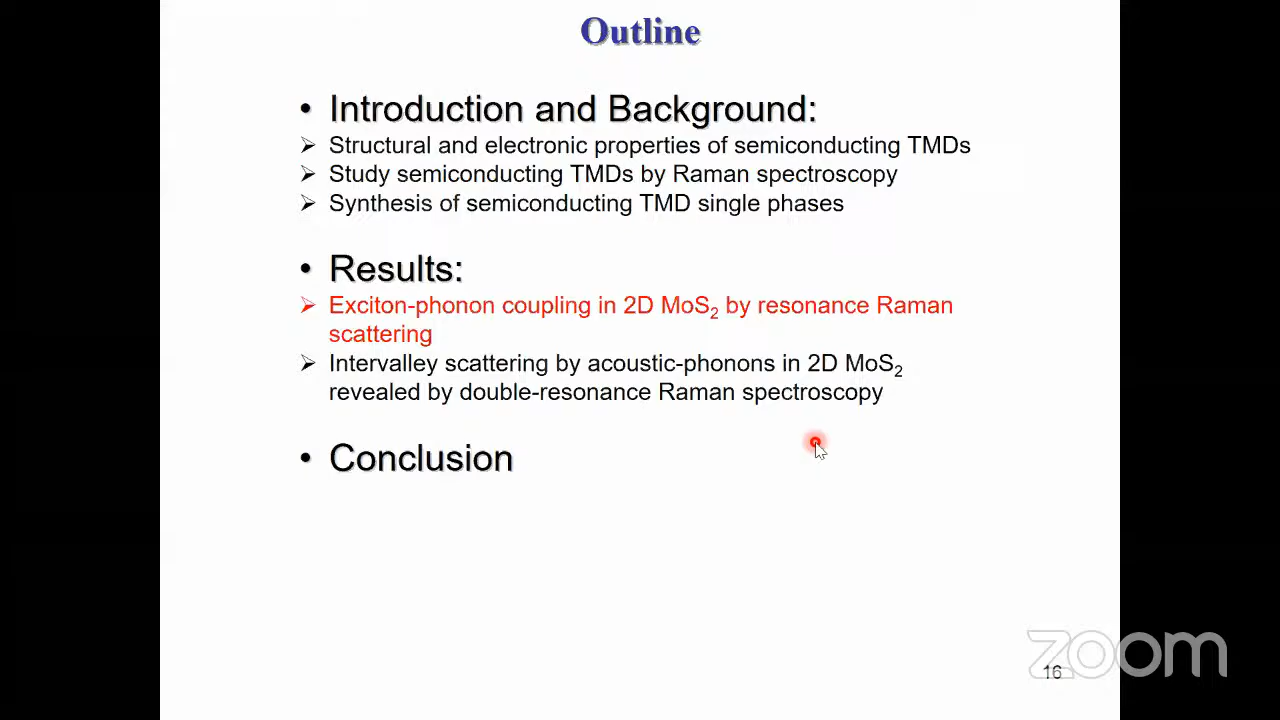 Outline
• Introduction and Background:
➢ Structural and electronic properties of semiconducting TMDs
➢ Study semiconducting TMDs by Raman spectroscopy
➢ Synthesis of semiconducting TMD single phases
• Results:
➢ Exciton-phonon coupling in 2D MoS₂ by resonance Raman
scattering
➢ Intervalley scattering by acoustic-phonons in 2D MoS₂
revealed by double-resonance Raman spectroscopy
• Conclusion
zoom
16